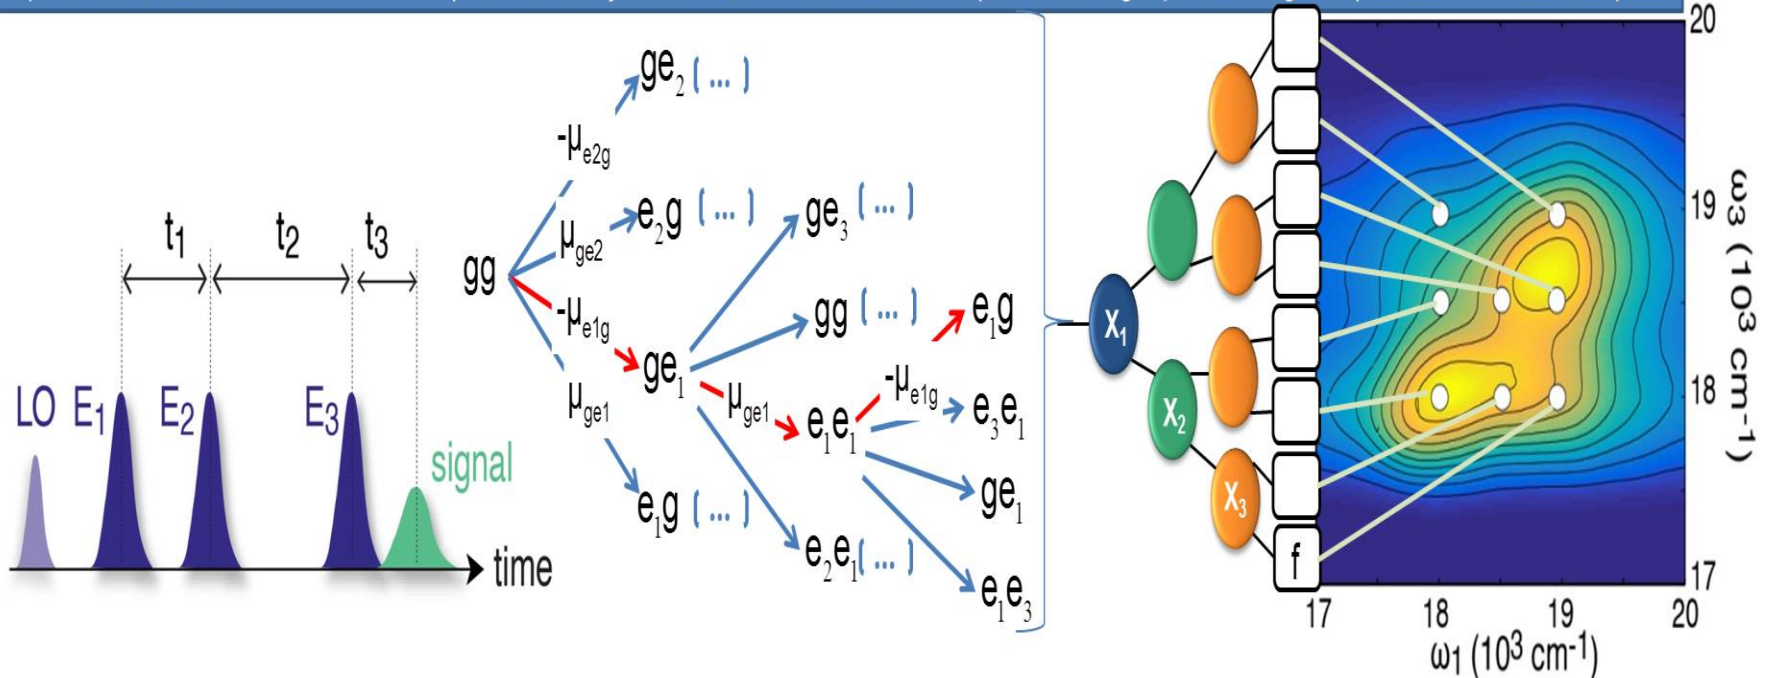 t₁ t₂ t₃
LO E₁ E₂ E₃
signal
time
gg
-μe2g
μge2
-μe1g
μge1
ge₂ (...)
e₂g (...)
ge₁
e₁g (...)
μge1
ge₃ (...)
gg (...)
e₁e₁
e₂e₁ (...)
-μe1g
e₁g
e₃e₁
ge₁
e₁e₃
X₁
X₂
X₃
f
20
19
18
17
ω₃ (10³ cm⁻¹)
17 18 19 20
ω₁ (10³ cm⁻¹)